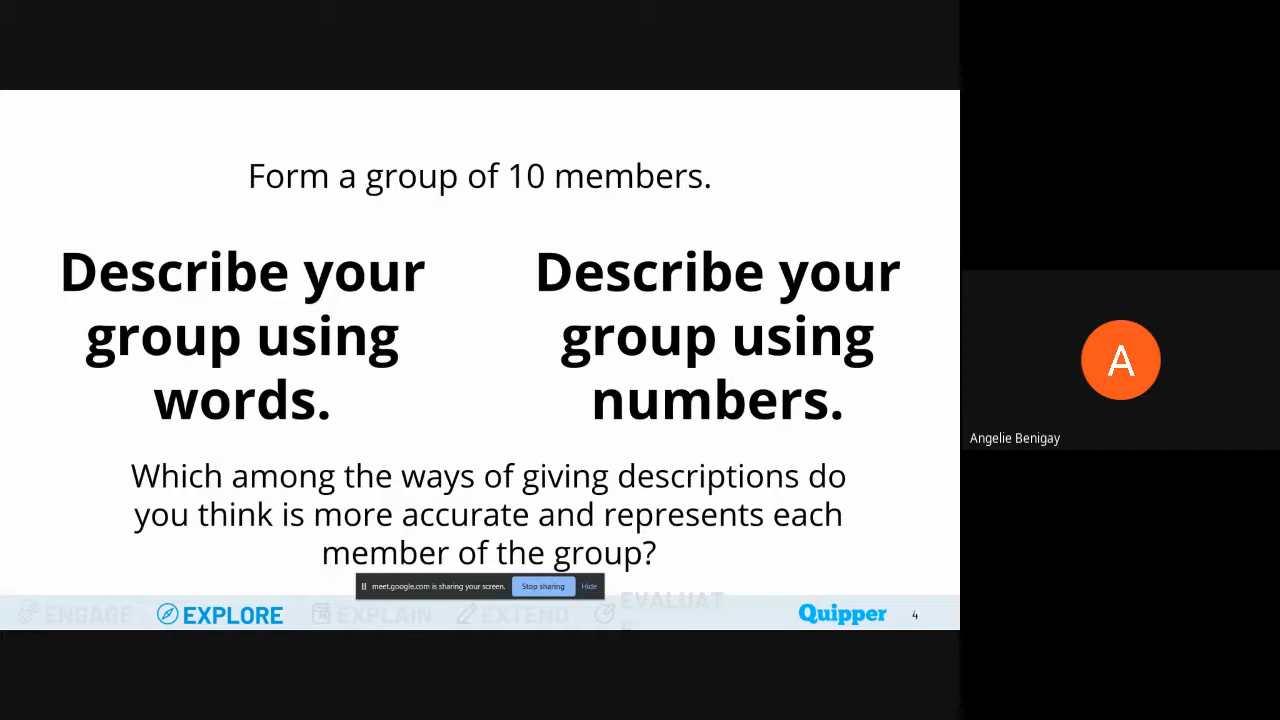 Form a group of 10 members.
Describe your
group using
words.
Describe your
group using
numbers.
Which among the ways of giving descriptions do
you think is more accurate and represents each
member of the group?
meet.google.com is sharing your screen. Stop sharing Hide
ENGAGE EXPLORE EXPLAIN EXTEND EVALUAT
E
Quipper 4
A
Angelie Benigay